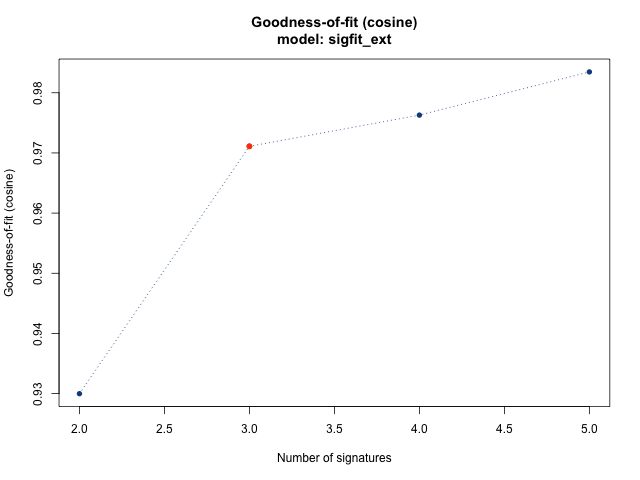 Goodness-of-fit (cosine)
model: sigfit_ext
Goodness-of-fit (cosine)
0.98
0.97
0.96
0.95
0.94
0.93
2.0 2.5 3.0 3.5 4.0 4.5 5.0
Number of signatures